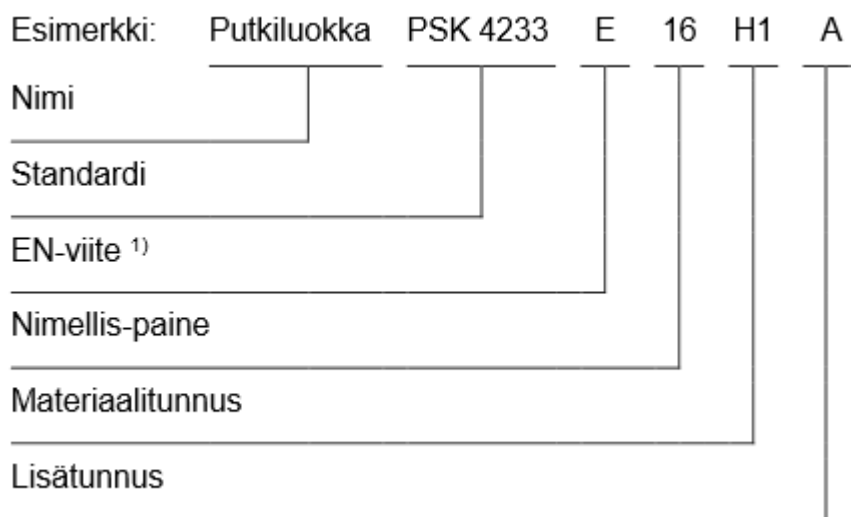 Esimerkki: Putkiluokka PSK 4233 E 16 H1 A
Nimi
Standardi
EN-viite ¹⁾
Nimellis-paine
Materiaalitunnus
Lisätunnus